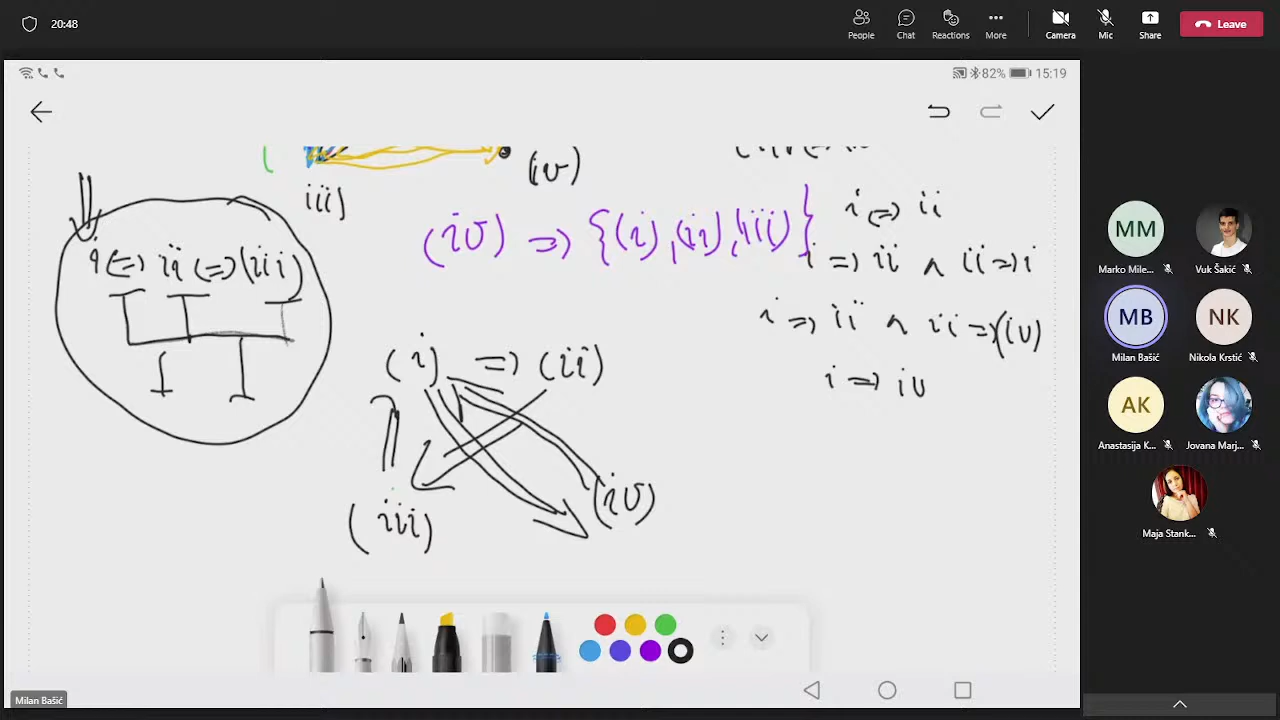 20:48
People Chat Reactions More Camera Mic Share Leave
82% 15:19
(iv)
iii)
(iv) => {(i),(ii),(iii)}
i <=> ii
i => ii ∧ ii => i
i => ii ∧ ii => (iv)
i => iv
i <=> ii <=> (iii)
(i) => (ii)
(iii)
(iv)
Milan Bašić
MM
Marko Mile...
Vuk Šakić
MB
Milan Bašić
NK
Nikola Krstić
AK
Anastasija K...
Jovana Marj...
Maja Stank...